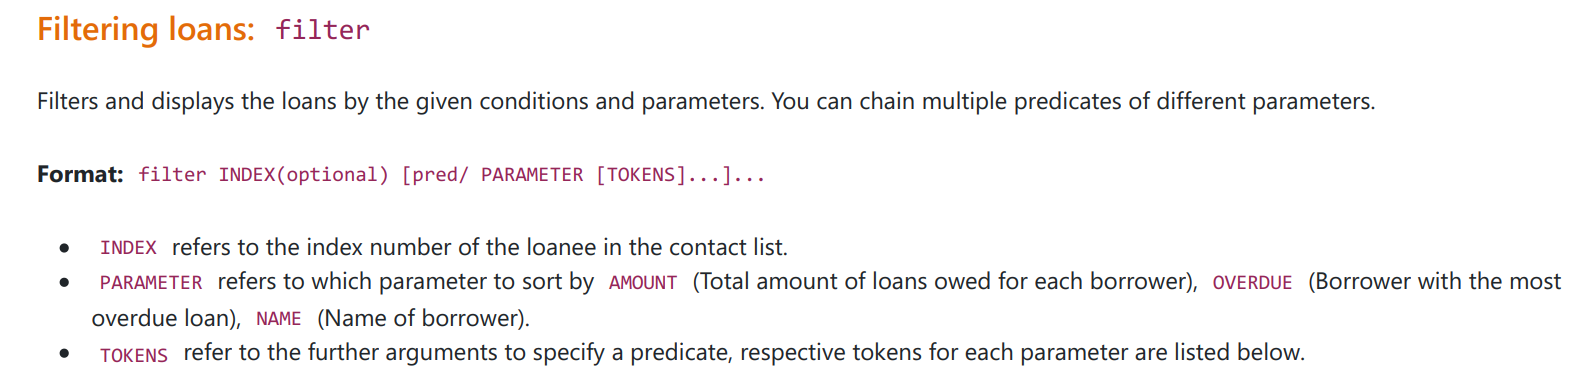 Filtering loans: filter
Filters and displays the loans by the given conditions and parameters. You can chain multiple predicates of different parameters.
Format: filter INDEX(optional) [pred/ PARAMETER [TOKENS]...]...
• INDEX refers to the index number of the loanee in the contact list.
• PARAMETER refers to which parameter to sort by AMOUNT (Total amount of loans owed for each borrower), OVERDUE (Borrower with the most
overdue loan), NAME (Name of borrower).
• TOKENS refer to the further arguments to specify a predicate, respective tokens for each parameter are listed below.